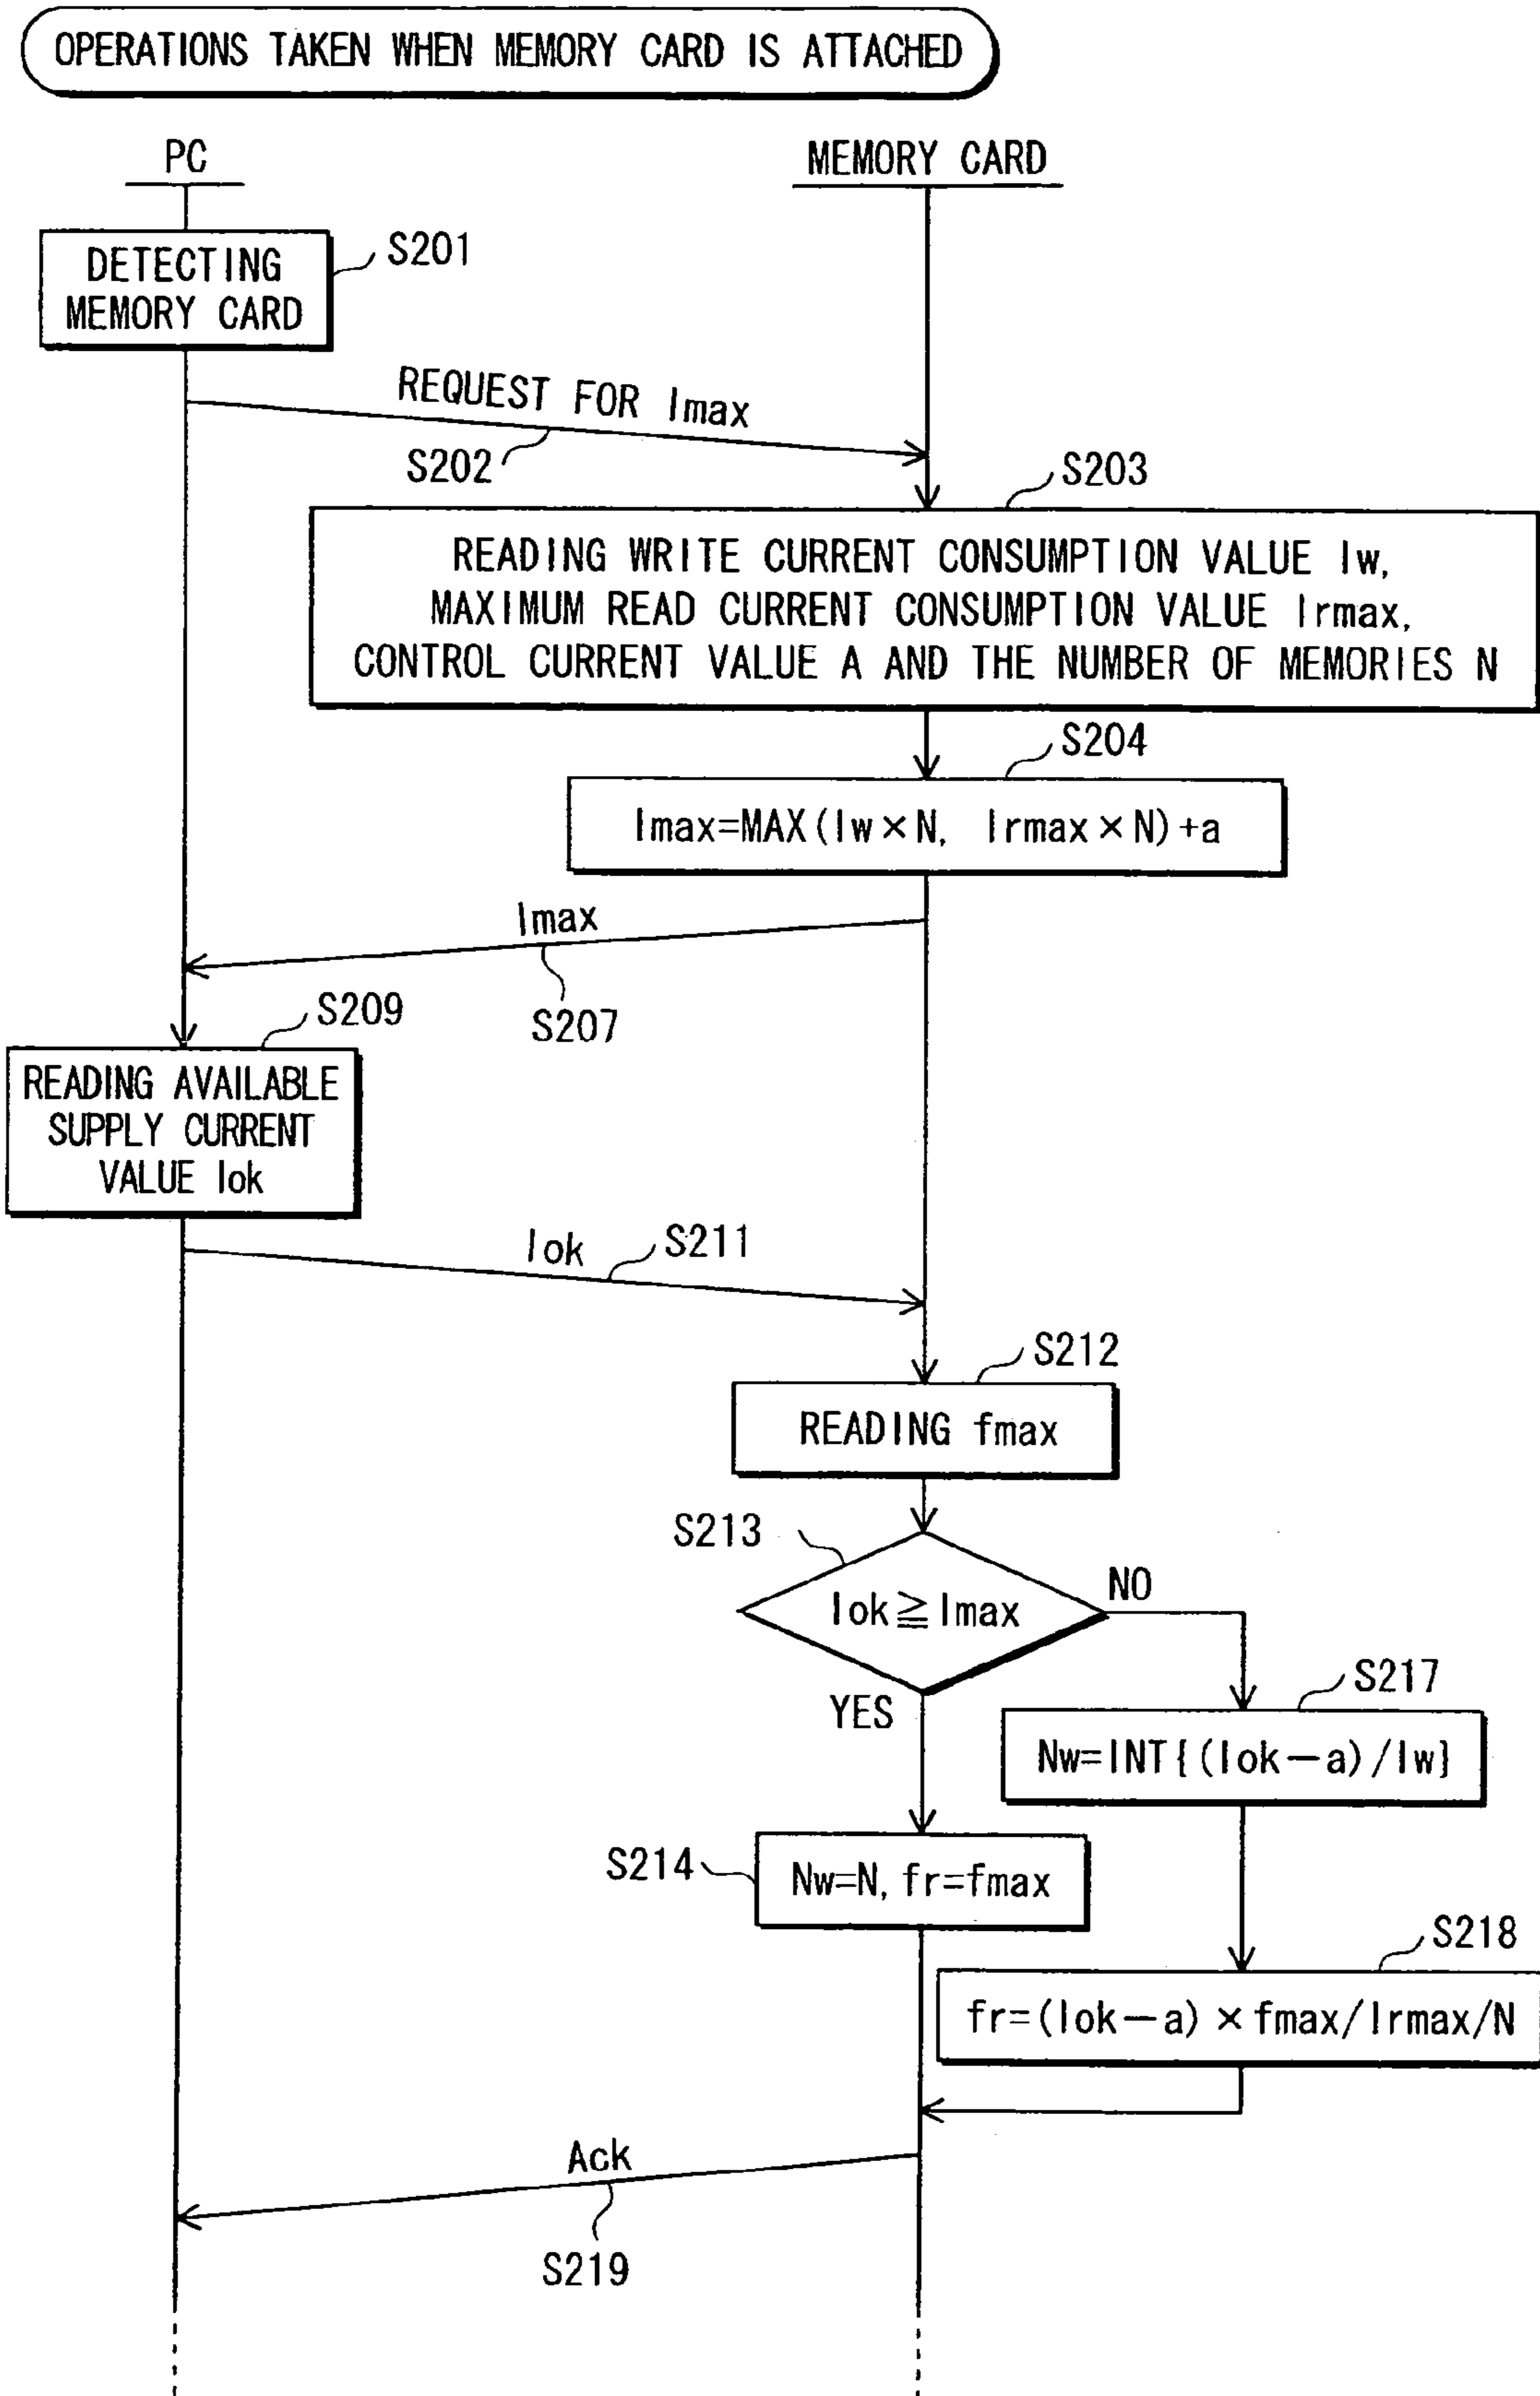 OPERATIONS TAKEN WHEN MEMORY CARD IS ATTACHED
PC
MEMORY CARD
DETECTING
MEMORY CARD
S201
REQUEST FOR Imax
S202
S203
READING WRITE CURRENT CONSUMPTION VALUE Iw,
MAXIMUM READ CURRENT CONSUMPTION VALUE Irmax,
CONTROL CURRENT VALUE A AND THE NUMBER OF MEMORIES N
S204
Imax=MAX(Iw×N, Irmax×N)+a
Imax
S207
S209
READING AVAILABLE
SUPPLY CURRENT
VALUE Iok
Iok
S211
S212
READING fmax
S213
Iok≧Imax
NO
YES
S217
Nw=INT{(Iok−a)/Iw}
S214
Nw=N, fr=fmax
S218
fr=(Iok−a)×fmax/Irmax/N
Ack
S219